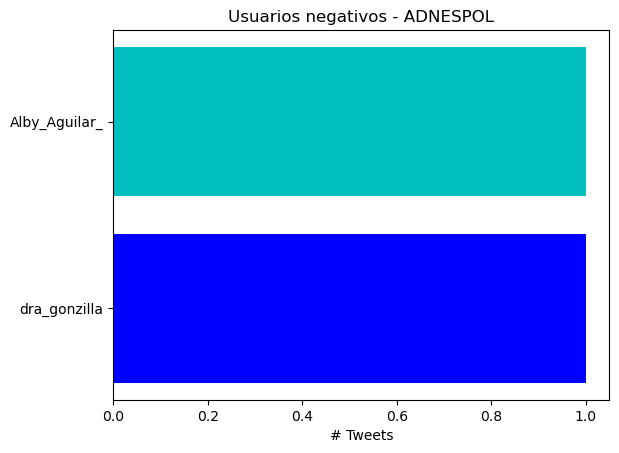 Usuarios negativos - ADNESPOL
Alby_Aguilar_
dra_gonzilla
0.0 0.2 0.4 0.6 0.8 1.0
# Tweets